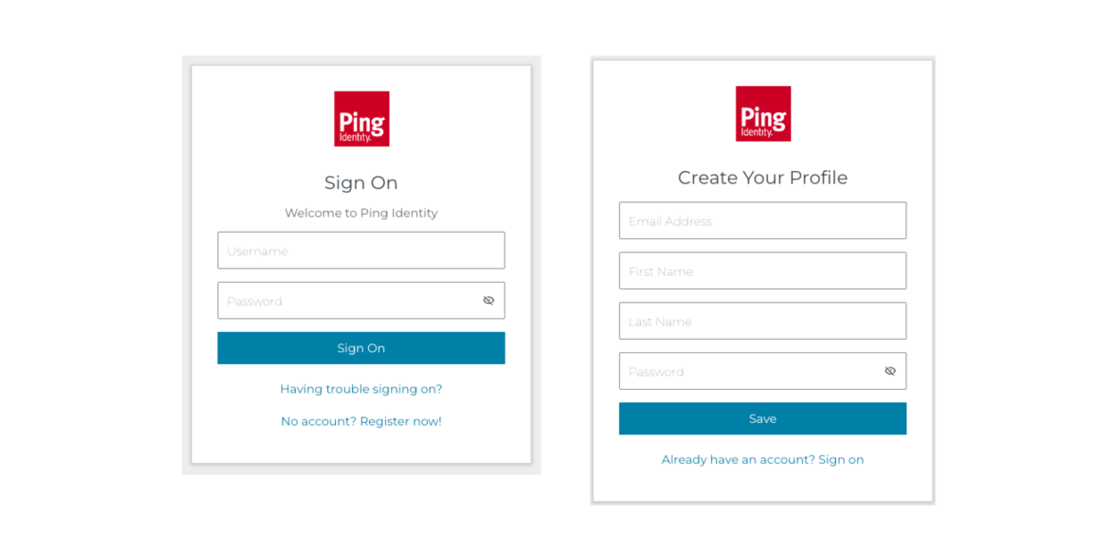 Ping
Identity.
Sign On
Welcome to Ping Identity
Username
Password
Sign On
Having trouble signing on?
No account? Register now!
Ping
Identity.
Create Your Profile
Email Address
First Name
Last Name
Password
Save
Already have an account? Sign on